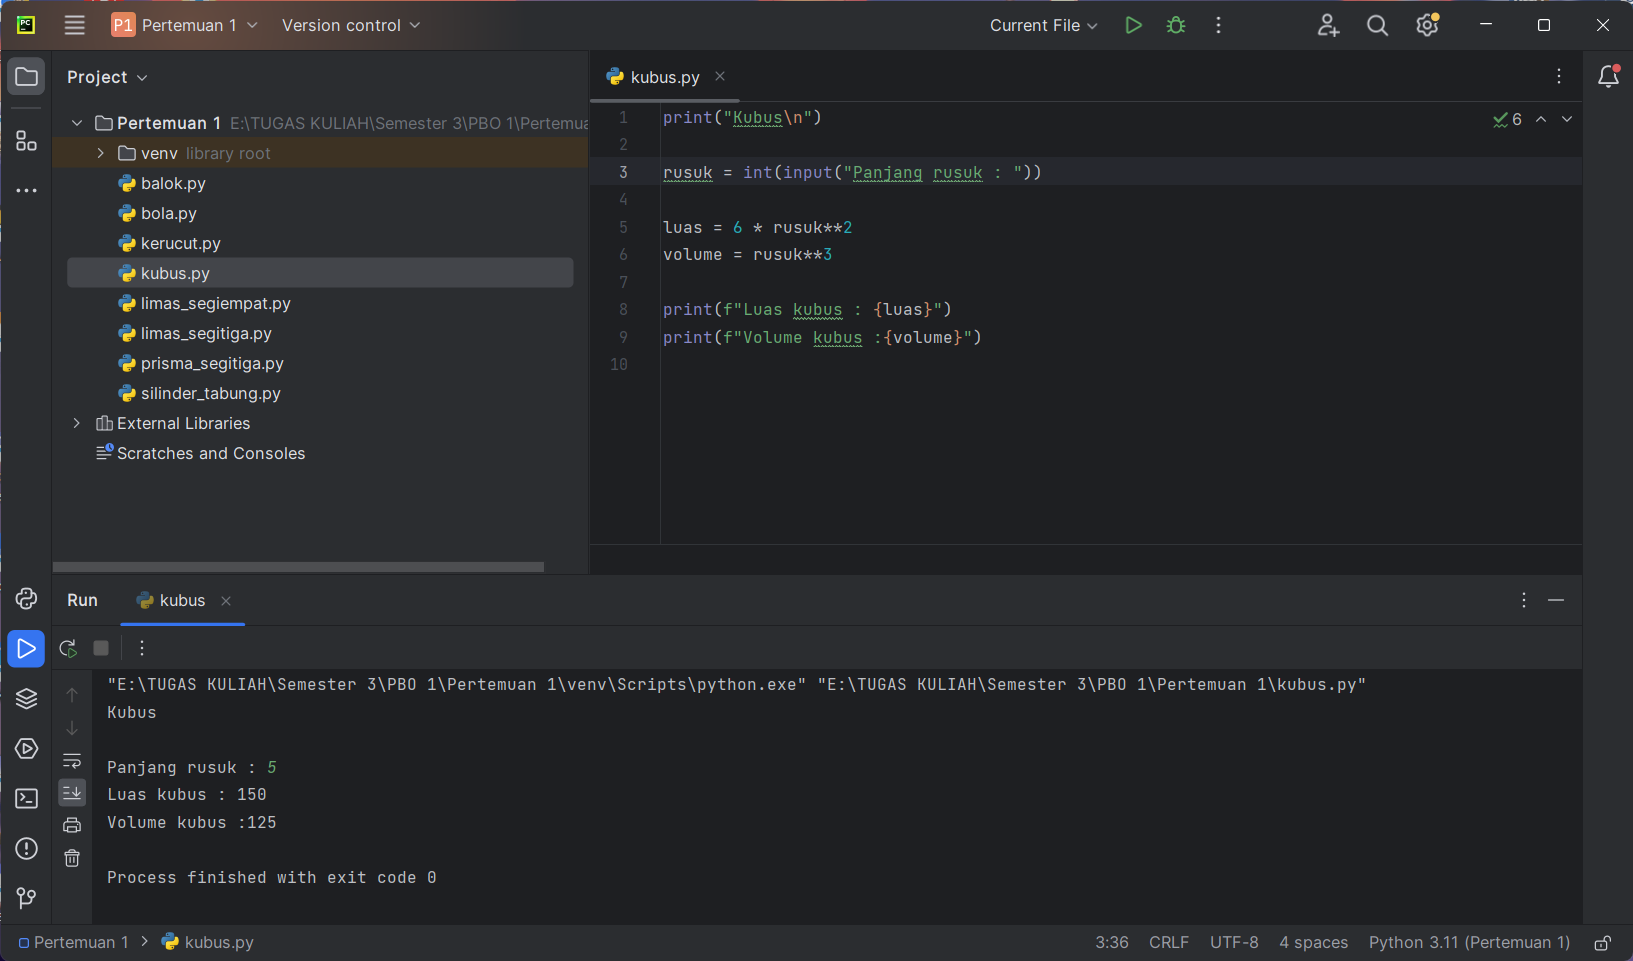 PC
P1 Pertemuan 1 Version control Current File
Project
Pertemuan 1 E:\TUGAS KULIAH\Semester 3\PBO 1\Pertemua
venv library root
balok.py
bola.py
kerucut.py
kubus.py
limas_segiempat.py
limas_segitiga.py
prisma_segitiga.py
silinder_tabung.py
External Libraries
Scratches and Consoles
kubus.py
6
1 print("Kubus\n")
2
3 rusuk = int(input("Panjang rusuk : "))
4
5 luas = 6 * rusuk**2
6 volume = rusuk**3
7
8 print(f"Luas kubus : {luas}")
9 print(f"Volume kubus :{volume}")
10
Run kubus
"E:\TUGAS KULIAH\Semester 3\PBO 1\Pertemuan 1\venv\Scripts\python.exe" "E:\TUGAS KULIAH\Semester 3\PBO 1\Pertemuan 1\kubus.py"
Kubus
Panjang rusuk : 5
Luas kubus : 150
Volume kubus :125
Process finished with exit code 0
Pertemuan 1 kubus.py 3:36 CRLF UTF-8 4 spaces Python 3.11 (Pertemuan 1)